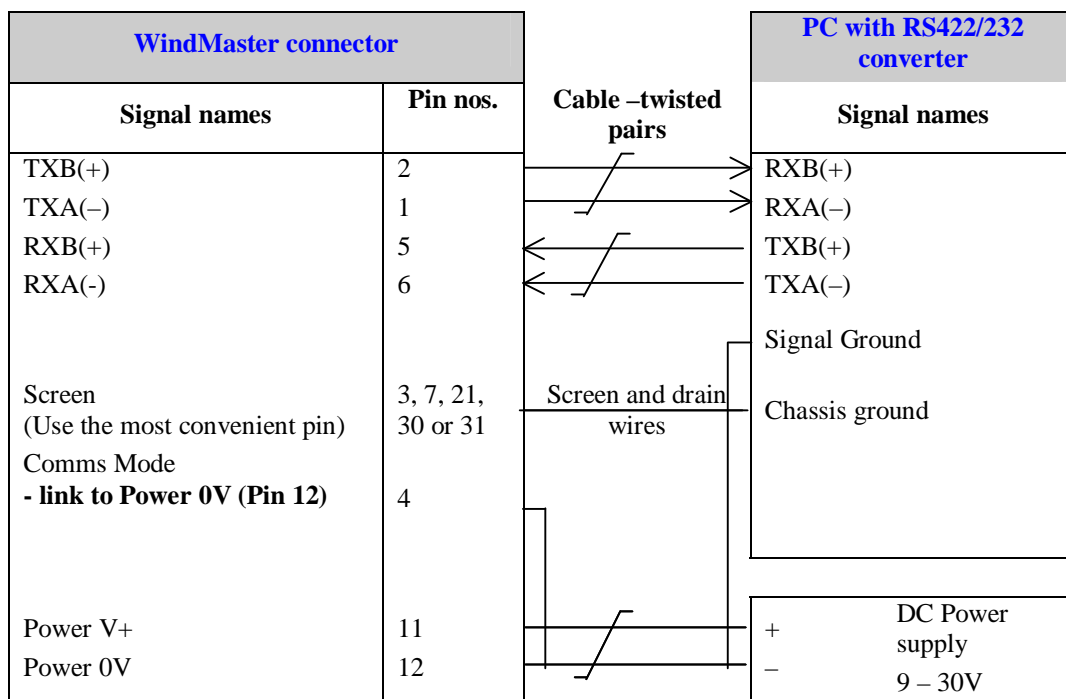 WindMaster connector
PC with RS422/232
converter
Signal names
Pin nos.
Cable –twisted
pairs
Signal names
TXB(+) 2 RXB(+)
TXA(–) 1 RXA(–)
RXB(+) 5 TXB(+)
RXA(-) 6 TXA(–)
Signal Ground
Screen 3, 7, 21, Screen and drain Chassis ground
(Use the most convenient pin) 30 or 31 wires
Comms Mode
- link to Power 0V (Pin 12) 4
Power V+ 11 + DC Power
supply
Power 0V 12 – 9 – 30V